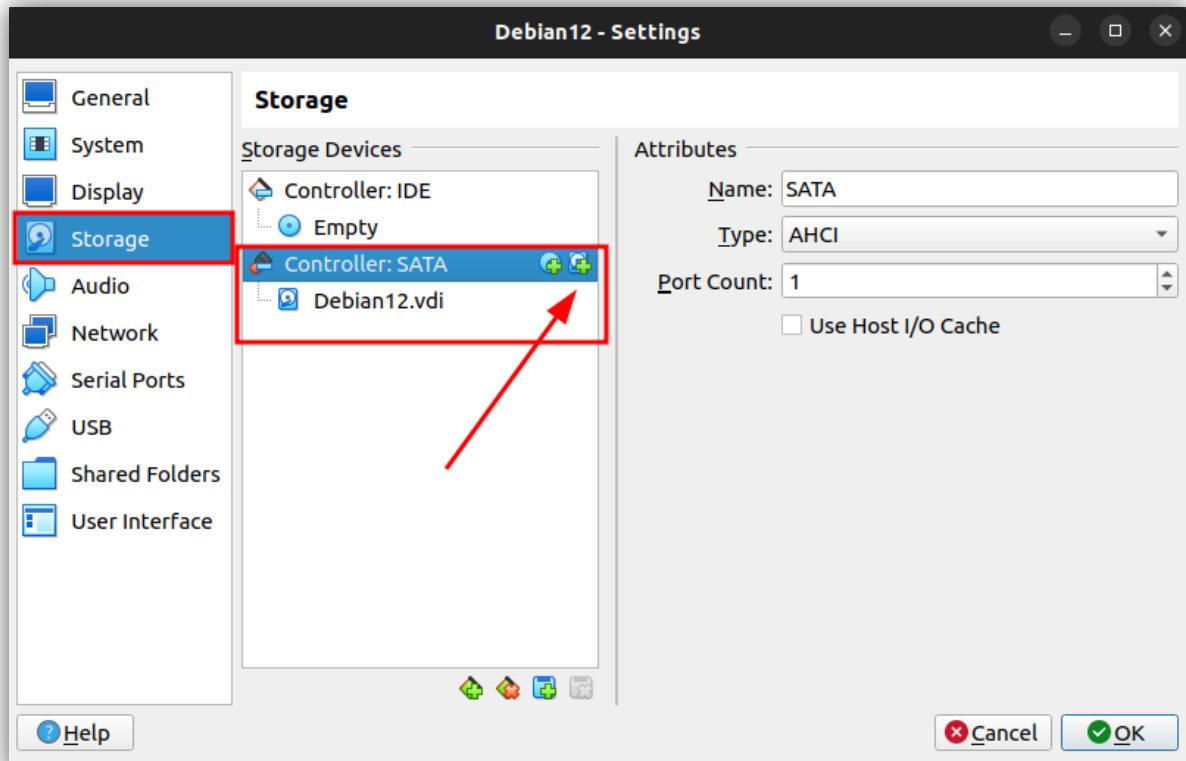 Debian12 - Settings
General
System
Display
Storage
Audio
Network
Serial Ports
USB
Shared Folders
User Interface
Storage
Storage Devices
Controller: IDE
Empty
Controller: SATA
Debian12.vdi
Attributes
Name: SATA
Type: AHCI
Port Count: 1
Use Host I/O Cache
Help
Cancel
OK